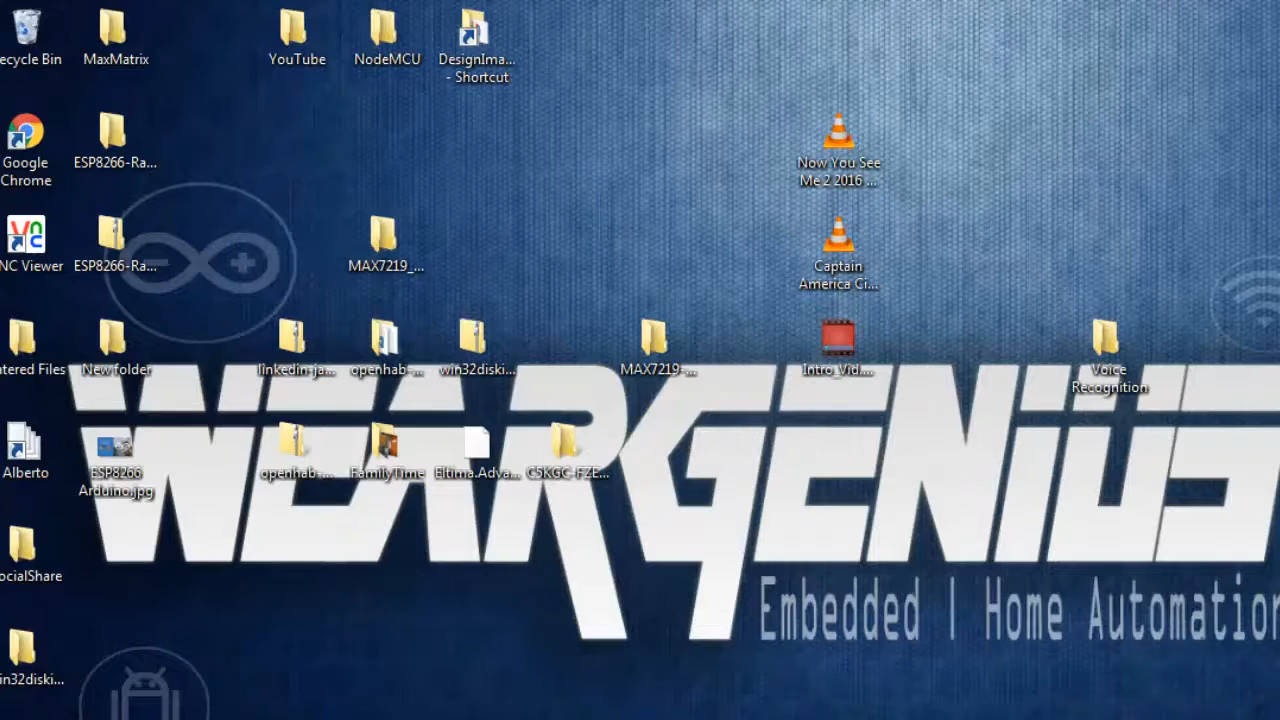 ecycle Bin
MaxMatrix
YouTube
NodeMCU
DesignIma...
- Shortcut
Google
Chrome
ESP8266-Ra...
Now You See
Me 2 2016 ...
NC Viewer
ESP8266-Ra...
MAX7219_...
Captain
America Ci...
tered Files
New folder
linkedin-ja...
openhab-...
win32diski...
MAX7219-...
Intro_Vid....
Voice
Recognition
WEARGENiUS
Alberto
ESP8266
Arduino.jpg
openhab-...
FamilyTime
Eltima.Adva...
C5KGC-FZE...
ocialShare
Embedded | Home Automation
in32diski...